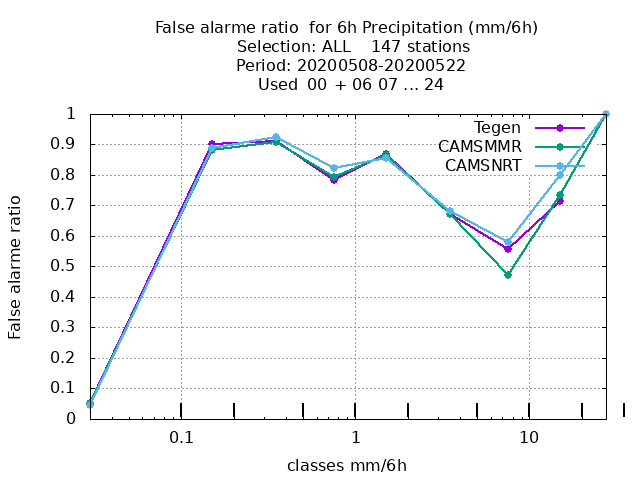 False alarme ratio  for 6h Precipitation (mm/6h)
Selection: ALL    147 stations
Period: 20200508-20200522
Used  00 + 06 07 ... 24
Tegen
CAMSMMR
CAMSNRT
False alarme ratio
1
0.9
0.8
0.7
0.6
0.5
0.4
0.3
0.2
0.1
0
0.1
1
10
classes mm/6h